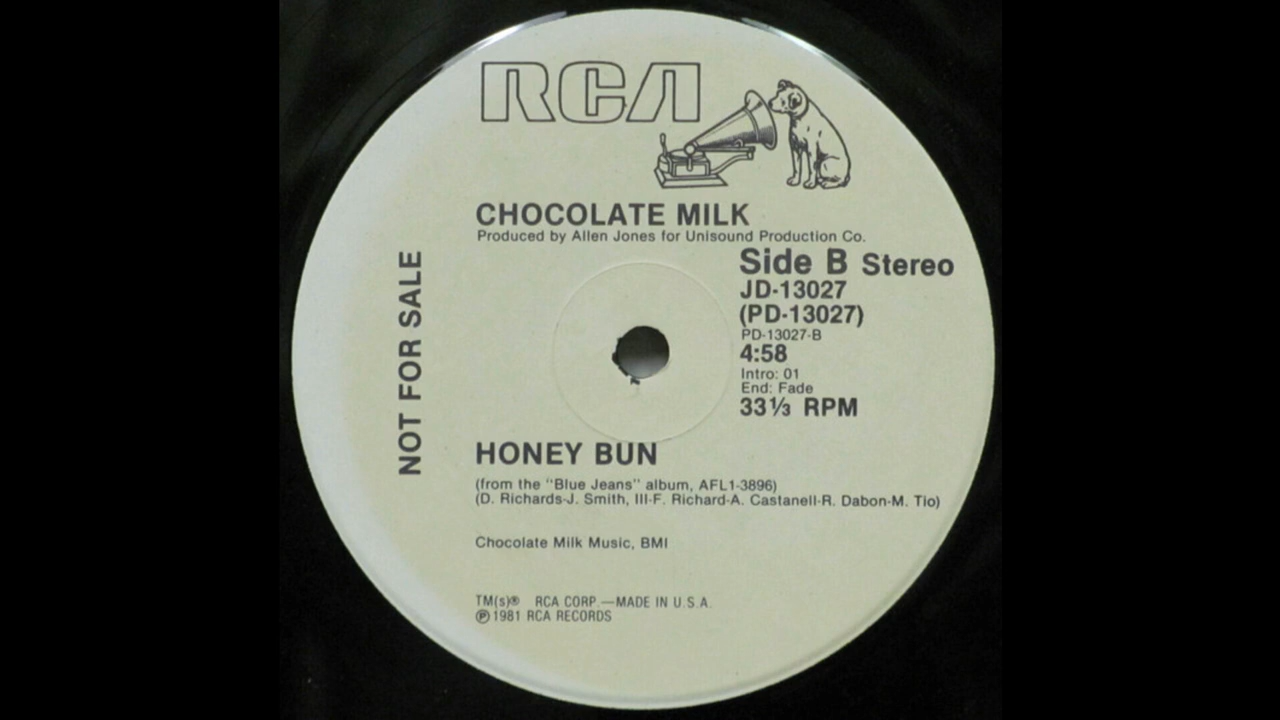 RCA
CHOCOLATE MILK
Produced by Allen Jones for Unisound Production Co.
NOT FOR SALE
Side B Stereo
JD-13027
(PD-13027)
PD-13027-B
4:58
Intro: 01
End: Fade
33⅓ RPM
HONEY BUN
(from the "Blue Jeans" album, AFL1-3896)
(D. Richards-J. Smith, III-F. Richard-A. Castanell-R. Dabon-M. Tio)
Chocolate Milk Music, BMI
TM(s)® RCA CORP.—MADE IN U.S.A.
℗ 1981 RCA RECORDS